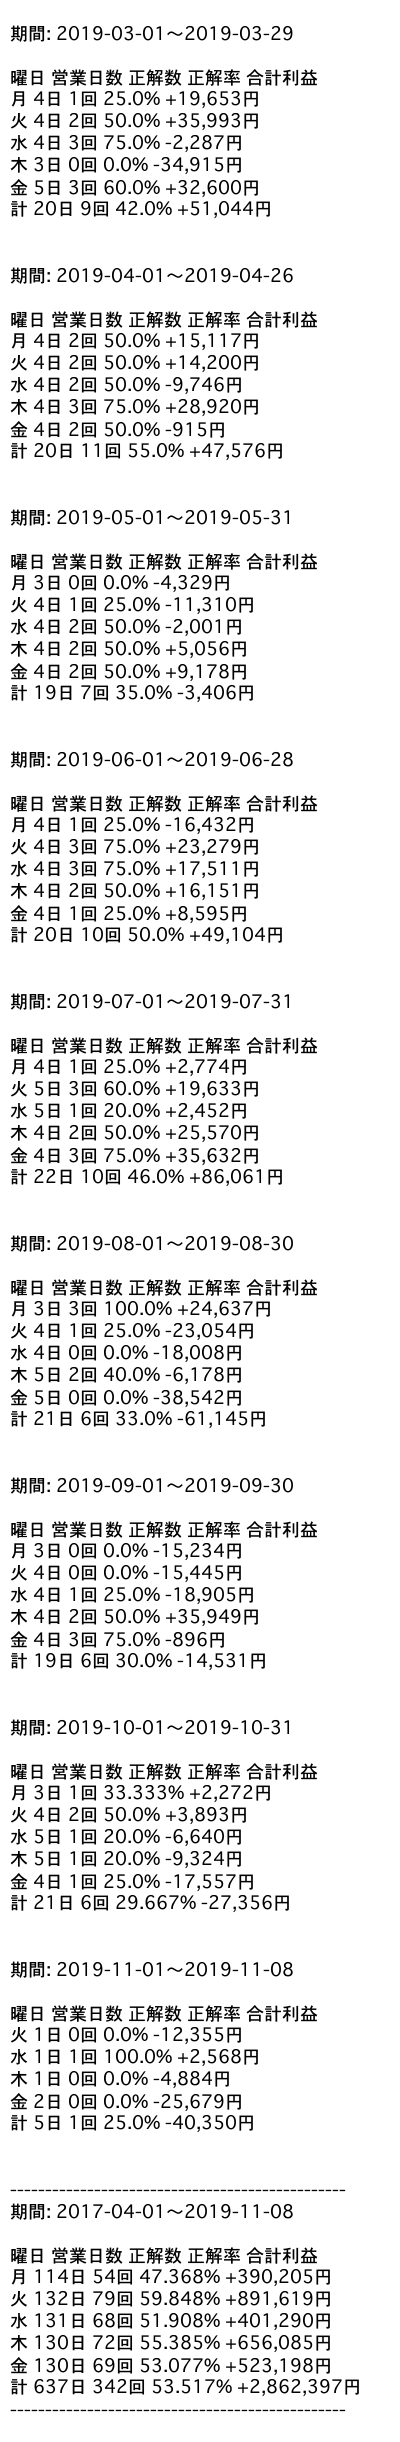 期間: 2019-03-01～2019-03-29
曜日 営業日数 正解数 正解率 合計利益
月 4日 1回 25.0% +19,653円
火 4日 2回 50.0% +35,993円
水 4日 3回 75.0% -2,287円
木 3日 0回 0.0% -34,915円
金 5日 3回 60.0% +32,600円
計 20日 9回 42.0% +51,044円
期間: 2019-04-01～2019-04-26
曜日 営業日数 正解数 正解率 合計利益
月 4日 2回 50.0% +15,117円
火 4日 2回 50.0% +14,200円
水 4日 2回 50.0% -9,746円
木 4日 3回 75.0% +28,920円
金 4日 2回 50.0% -915円
計 20日 11回 55.0% +47,576円
期間: 2019-05-01～2019-05-31
曜日 営業日数 正解数 正解率 合計利益
月 3日 0回 0.0% -4,329円
火 4日 1回 25.0% -11,310円
水 4日 2回 50.0% -2,001円
木 4日 2回 50.0% +5,056円
金 4日 2回 50.0% +9,178円
計 19日 7回 35.0% -3,406円
期間: 2019-06-01～2019-06-28
曜日 営業日数 正解数 正解率 合計利益
月 4日 1回 25.0% -16,432円
火 4日 3回 75.0% +23,279円
水 4日 3回 75.0% +17,511円
木 4日 2回 50.0% +16,151円
金 4日 1回 25.0% +8,595円
計 20日 10回 50.0% +49,104円
期間: 2019-07-01～2019-07-31
曜日 営業日数 正解数 正解率 合計利益
月 4日 1回 25.0% +2,774円
火 5日 3回 60.0% +19,633円
水 5日 1回 20.0% +2,452円
木 4日 2回 50.0% +25,570円
金 4日 3回 75.0% +35,632円
計 22日 10回 46.0% +86,061円
期間: 2019-08-01～2019-08-30
曜日 営業日数 正解数 正解率 合計利益
月 3日 3回 100.0% +24,637円
火 4日 1回 25.0% -23,054円
水 4日 0回 0.0% -18,008円
木 5日 2回 40.0% -6,178円
金 5日 0回 0.0% -38,542円
計 21日 6回 33.0% -61,145円
期間: 2019-09-01～2019-09-30
曜日 営業日数 正解数 正解率 合計利益
月 3日 0回 0.0% -15,234円
火 4日 0回 0.0% -15,445円
水 4日 1回 25.0% -18,905円
木 4日 2回 50.0% +35,949円
金 4日 3回 75.0% -896円
計 19日 6回 30.0% -14,531円
期間: 2019-10-01～2019-10-31
曜日 営業日数 正解数 正解率 合計利益
月 3日 1回 33.333% +2,272円
火 4日 2回 50.0% +3,893円
水 5日 1回 20.0% -6,640円
木 5日 1回 20.0% -9,324円
金 4日 1回 25.0% -17,557円
計 21日 6回 29.667% -27,356円
期間: 2019-11-01～2019-11-08
曜日 営業日数 正解数 正解率 合計利益
火 1日 0回 0.0% -12,355円
水 1日 1回 100.0% +2,568円
木 1日 0回 0.0% -4,884円
金 2日 0回 0.0% -25,679円
計 5日 1回 25.0% -40,350円
------------------------------------------------
期間: 2017-04-01～2019-11-08
曜日 営業日数 正解数 正解率 合計利益
月 114日 54回 47.368% +390,205円
火 132日 79回 59.848% +891,619円
水 131日 68回 51.908% +401,290円
木 130日 72回 55.385% +656,085円
金 130日 69回 53.077% +523,198円
計 637日 342回 53.517% +2,862,397円
------------------------------------------------